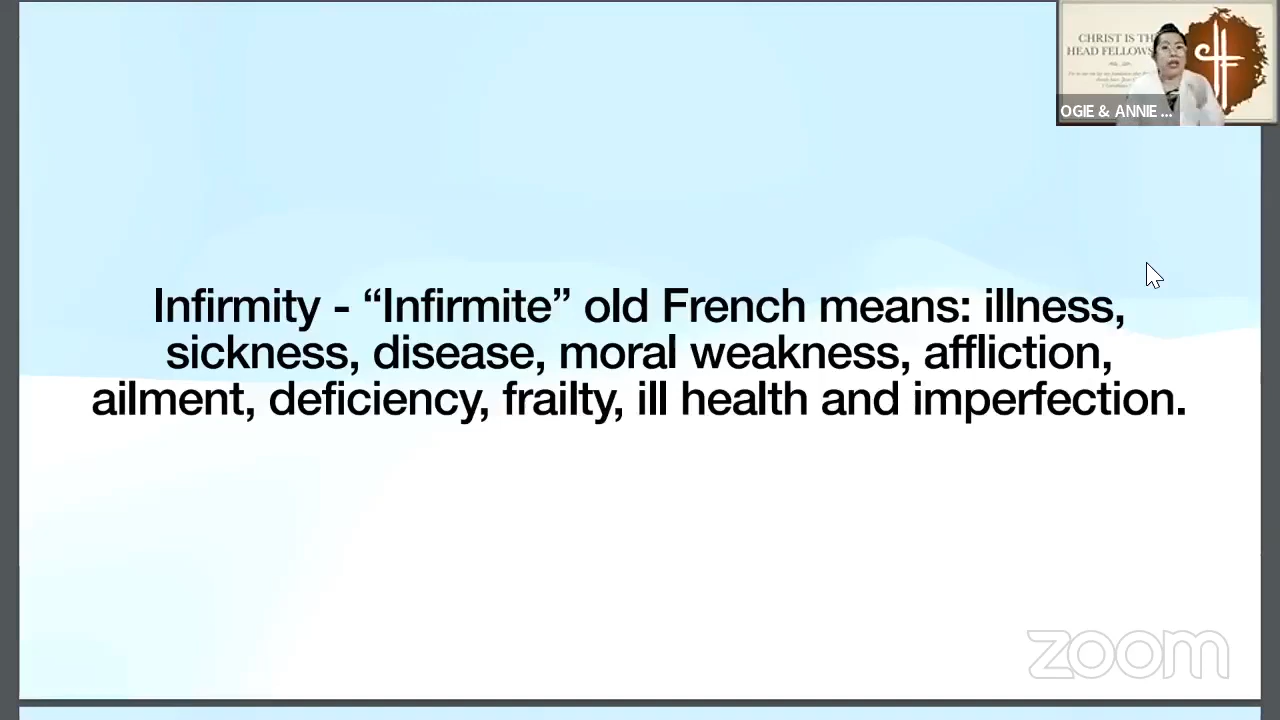 CHRIST IS TH
HEAD FELLOWS
OGIE & ANNIE ...
Infirmity - “Infirmite” old French means: illness,
sickness, disease, moral weakness, affliction,
ailment, deficiency, frailty, ill health and imperfection.
zoom